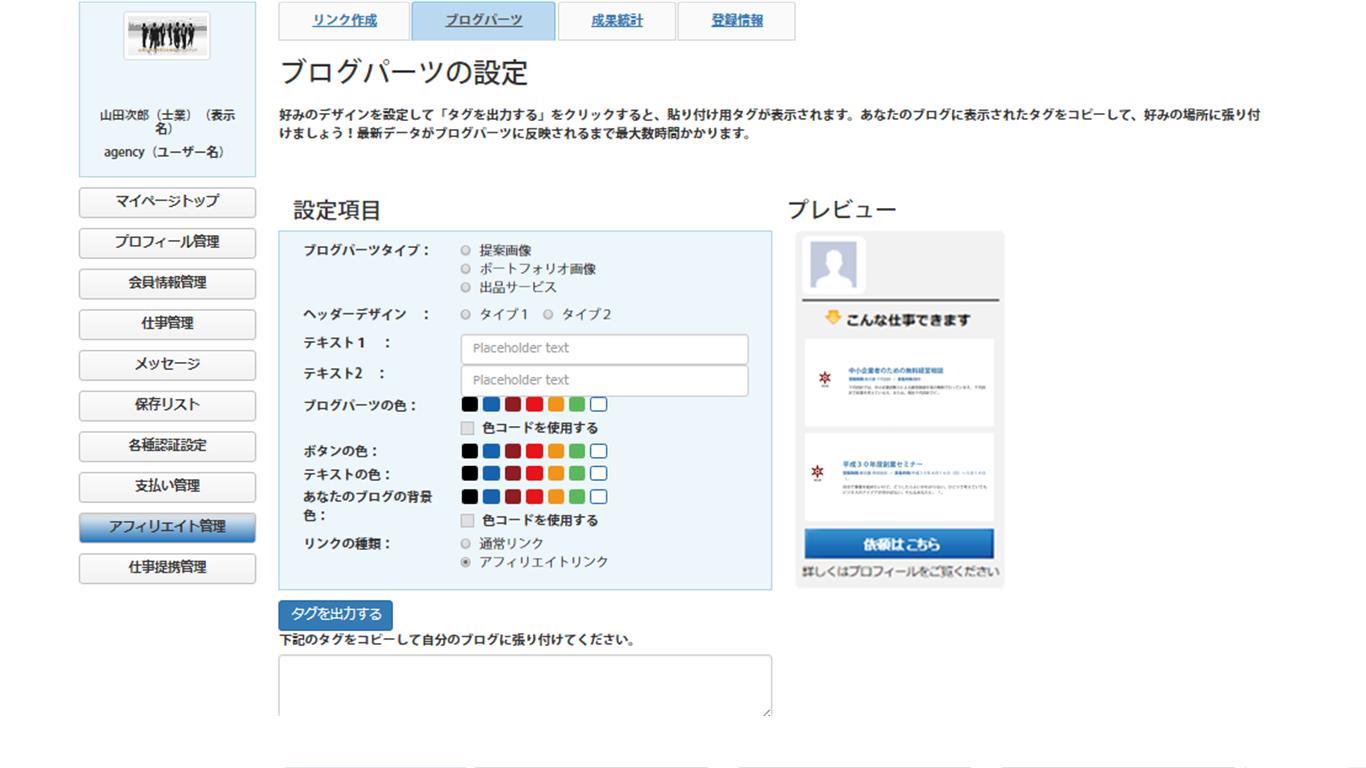 リンク作成
ブログパーツ
成果統計
登録情報
山田次郎（士業）（表示
名）
agency（ユーザー名）
マイページトップ
プロフィール管理
会員情報管理
仕事管理
メッセージ
保存リスト
各種認証設定
支払い管理
アフィリエイト管理
仕事提携管理
ブログパーツの設定
好みのデザインを設定して「タグを出力する」をクリックすると、貼り付け用タグが表示されます。あなたのブログに表示されたタグをコピーして、好みの場所に張り付
けましょう！最新データがブログパーツに反映されるまで最大数時間かかります。
設定項目
ブログパーツタイプ：
提案画像
ポートフォリオ画像
出品サービス
ヘッダーデザイン　：
タイプ１
タイプ２
テキスト１　：
Placeholder text
テキスト2　：
Placeholder text
ブログパーツの色：
色コードを使用する
ボタンの色：
テキストの色：
あなたのブログの背景
色：
色コードを使用する
リンクの種類：
通常リンク
アフィリエイトリンク
タグを出力する
下記のタグをコピーして自分のブログに張り付けてください。
プレビュー
こんな仕事できます
中小企業者のための無料経営相談
平成３０年度創業セミナー
依頼はこちら
詳しくはプロフィールをご覧ください